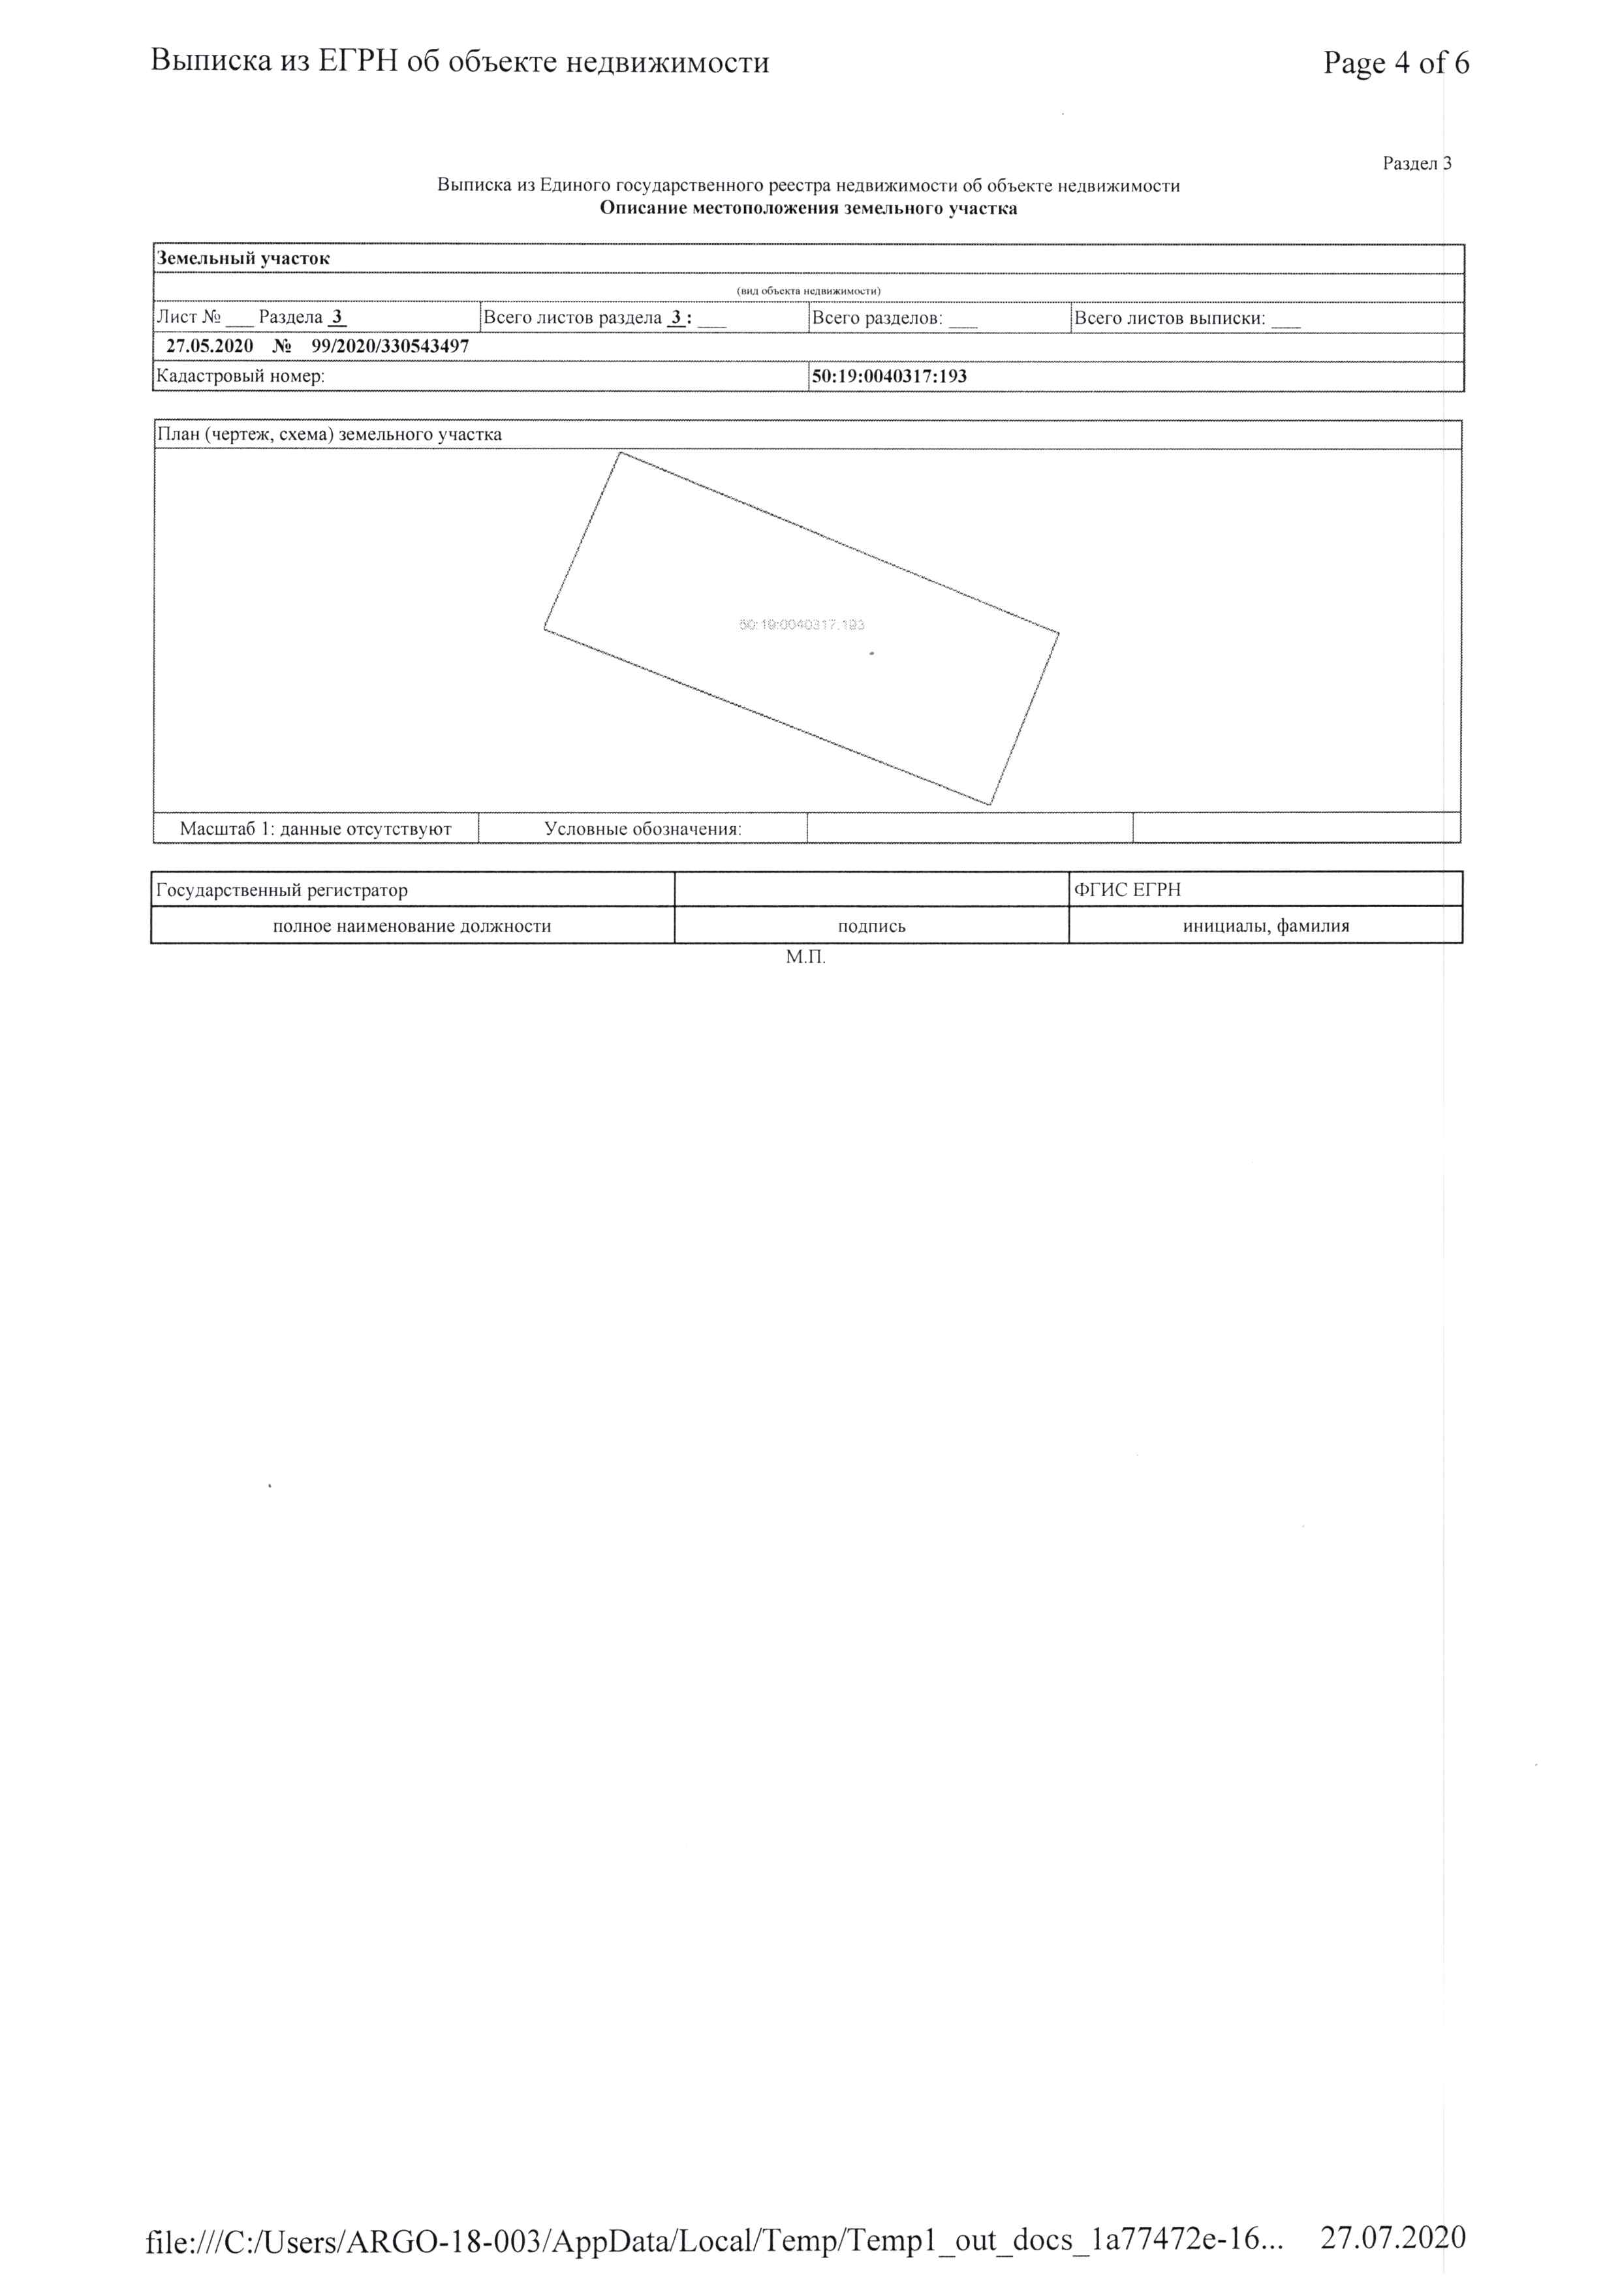 Выписка из ЕГРН об объекте недвижимости Page 4 of 6
Раздел 3
Выписка из Единого государственного реестра недвижимости об объекте недвижимости
Описание местоположения земельного участка
Земельный участок
(вид объекта недвижимости)
Лист № ___ Раздела 3 Всего листов раздела 3 : ___ Всего разделов: ___ Всего листов выписки: ___
27.05.2020 № 99/2020/330543497
Кадастровый номер: 50:19:0040317:193
План (чертеж, схема) земельного участка
50:19:0040317:193
Масштаб 1: данные отсутствуют Условные обозначения:
Государственный регистратор ФГИС ЕГРН
полное наименование должности подпись инициалы, фамилия
М.П.
file:///C:/Users/ARGO-18-003/AppData/Local/Temp/Temp1_out_docs_1a77472e-16... 27.07.2020